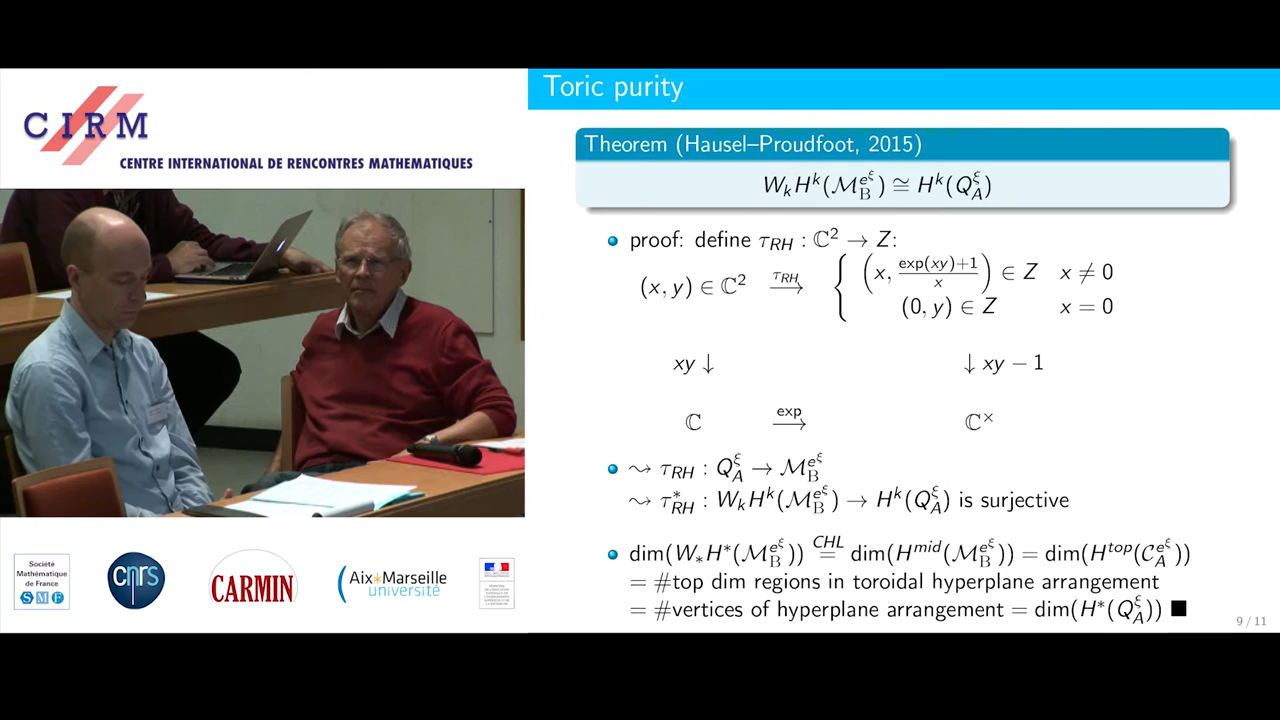 CIRM
CENTRE INTERNATIONAL DE RENCONTRES MATHEMATIQUES
Société
Mathématique
de France
S M F
cnrs
CARMIN
Aix*Marseille
université
Toric purity
Theorem (Hausel–Proudfoot, 2015)
W_k H^k(M_B^{e^ξ}) ≅ H^k(Q_A^ξ)
proof: define τ_RH : ℂ² → Z:
(x, y) ∈ ℂ² τ_RH⟶ { (x, (exp(xy)+1)/x) ∈ Z x ≠ 0
(0, y) ∈ Z x = 0
xy ↓ ↓ xy − 1
ℂ exp⟶ ℂ^×
⇝ τ_RH : Q_A^ξ → M_B^{e^ξ}
⇝ τ*_RH : W_k H^k(M_B^{e^ξ}) → H^k(Q_A^ξ) is surjective
dim(W_* H*(M_B^{e^ξ})) CHL= dim(H^{mid}(M_B^{e^ξ})) = dim(H^{top}(C_A^{e^ξ}))
= #top dim regions in toroidal hyperplane arrangement
= #vertices of hyperplane arrangement = dim(H*(Q_A^ξ)) ■
9 / 11